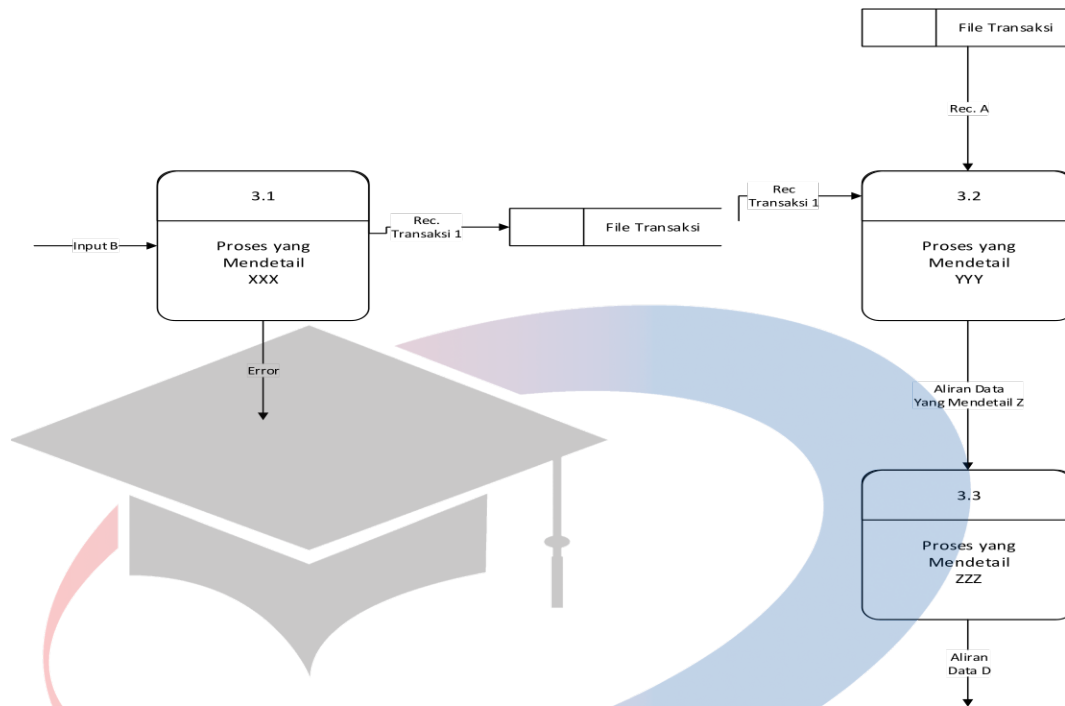 File Transaksi
Rec. A
3.1
Proses yang
Mendetail
XXX
Input B
Rec.
Transaksi 1
File Transaksi
Rec
Transaksi 1
3.2
Proses yang
Mendetail
YYY
Error
Aliran Data
Yang Mendetail Z
3.3
Proses yang
Mendetail
ZZZ
Aliran
Data D